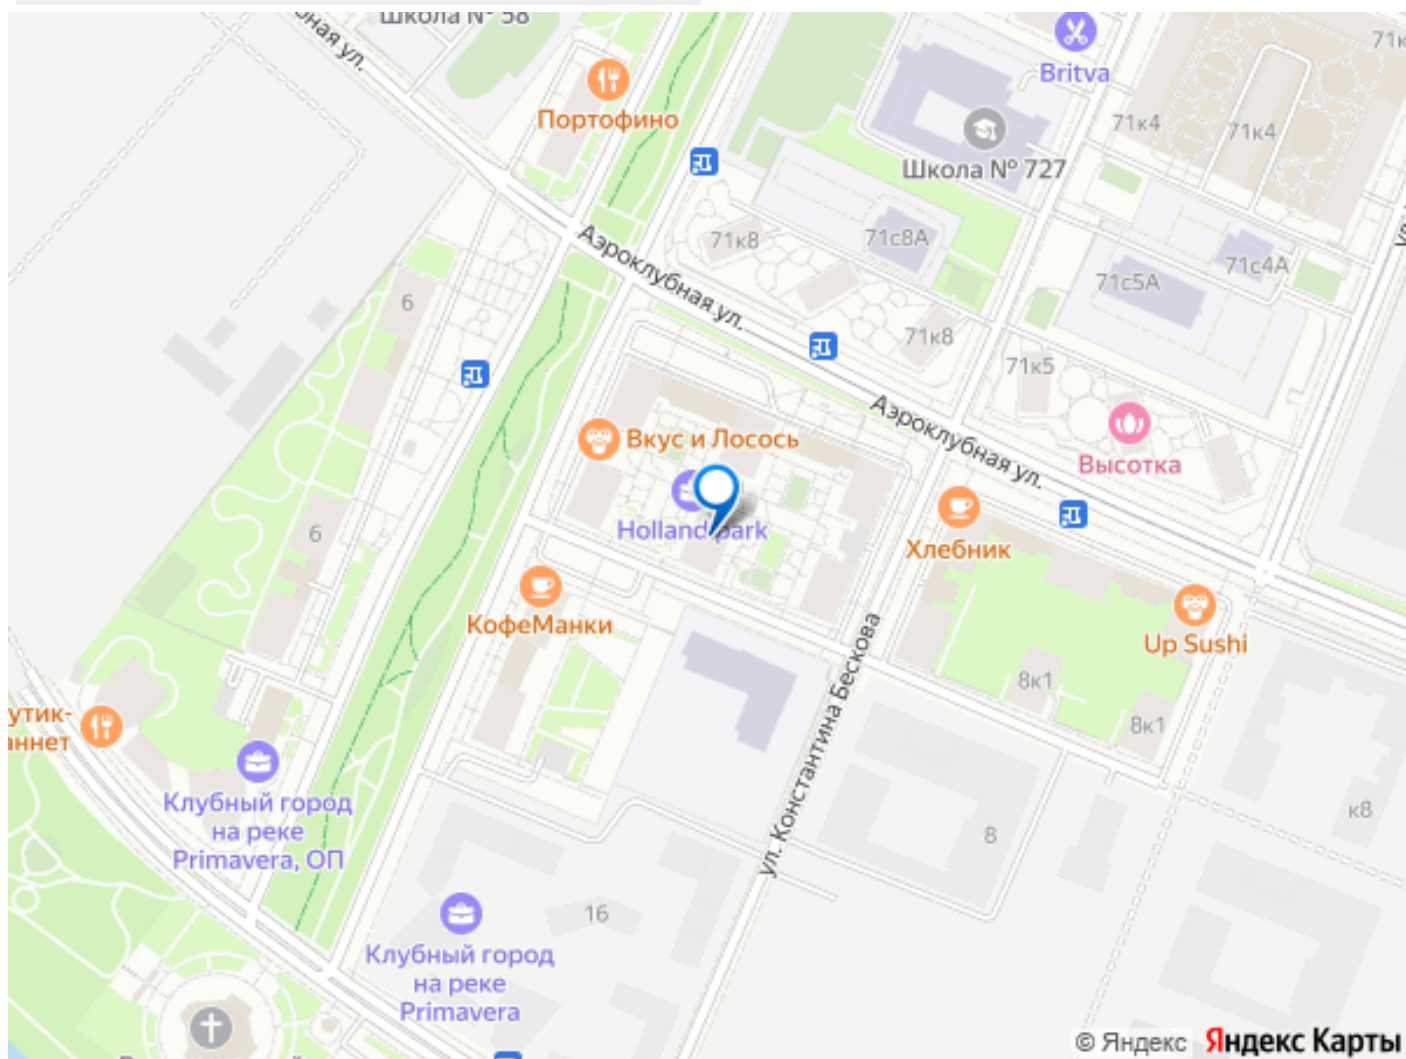 Школа № 58
Britva
71к4
71к4
Портофино
Школа № 727
71к8
71с8А
71с4А
71с5А
Аэроклубная ул.
6
71к8
71к5
Аэроклубная ул.
Вкус и Лосось
Высотка
Holland park
Хлебник
6
КофеМанки
Up Sushi
8к1
8к1
ул. Константина Бескова
Клубный город
на реке
Primavera, ОП
8
к8
16
Клубный город
на реке
Primavera
© Яндекс Яндекс Карты